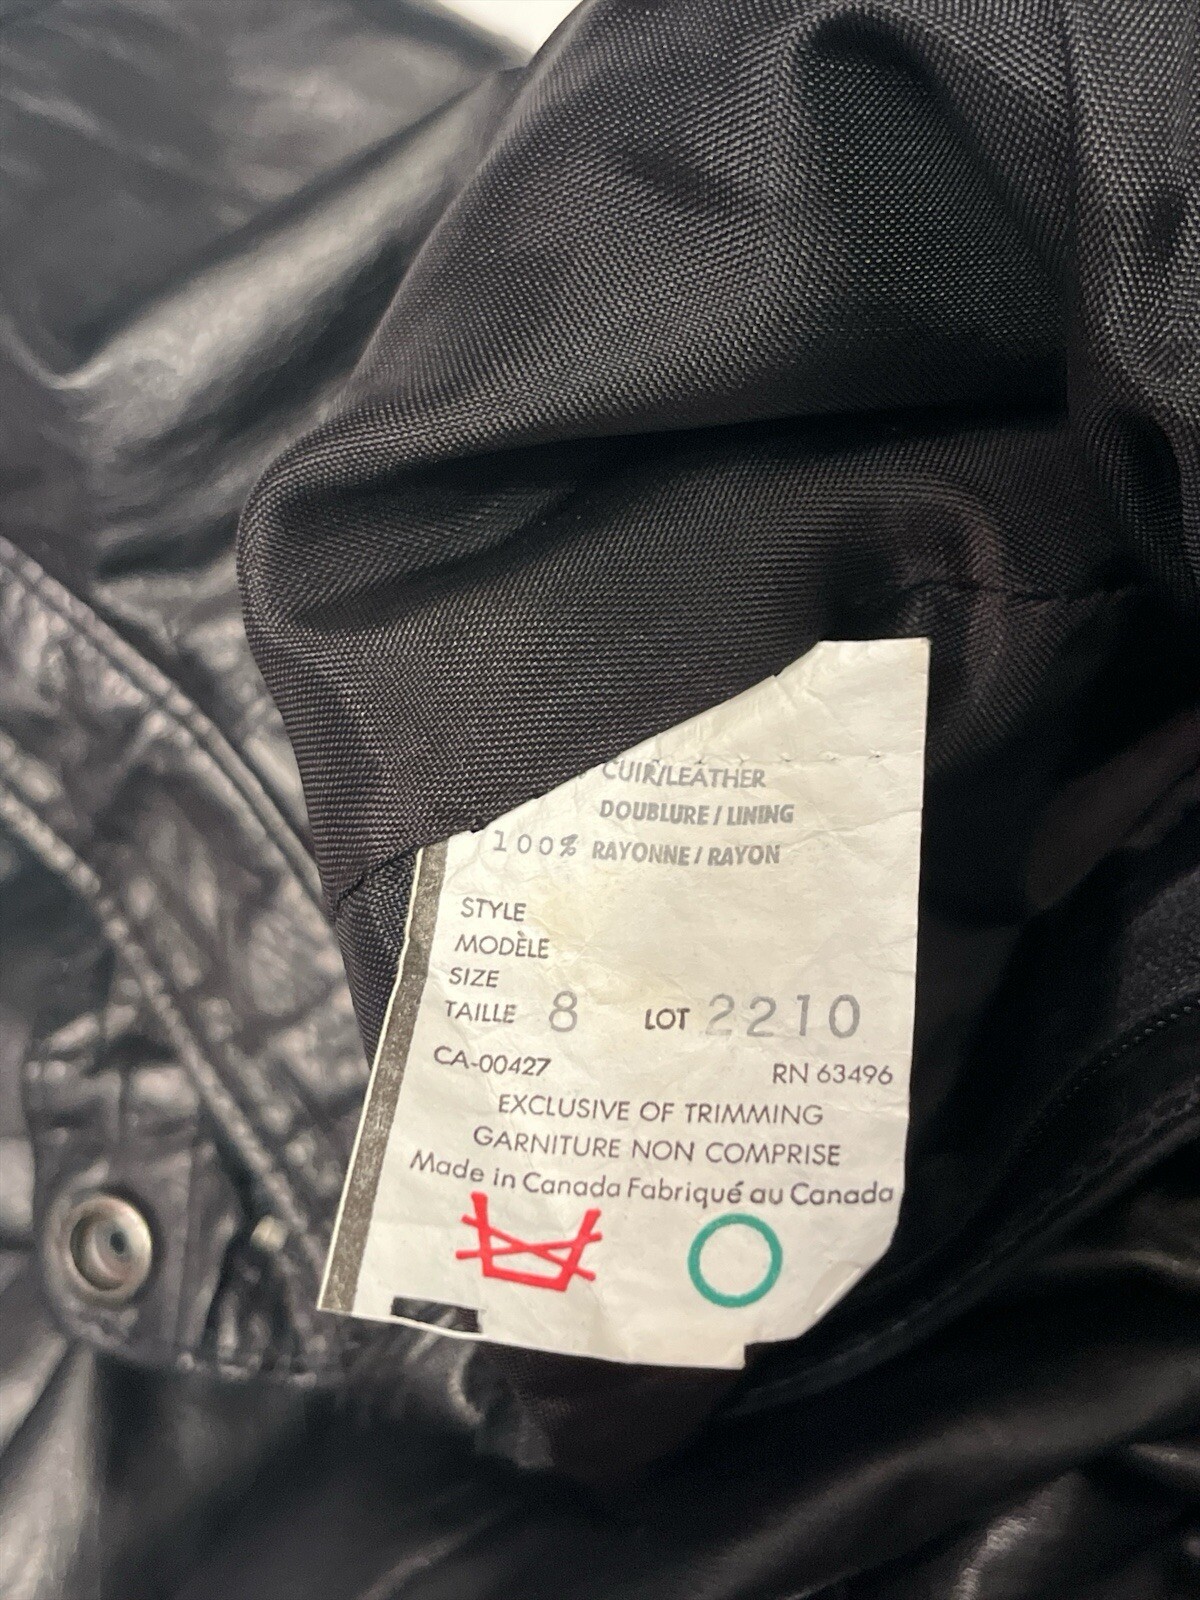 CUIR/LEATHER
DOUBLURE / LINING
100% RAYONNE / RAYON
STYLE
MODÈLE
SIZE
TAILLE 8 LOT 2210
CA-00427 RN 63496
EXCLUSIVE OF TRIMMING
GARNITURE NON COMPRISE
Made in Canada Fabriqué au Canada